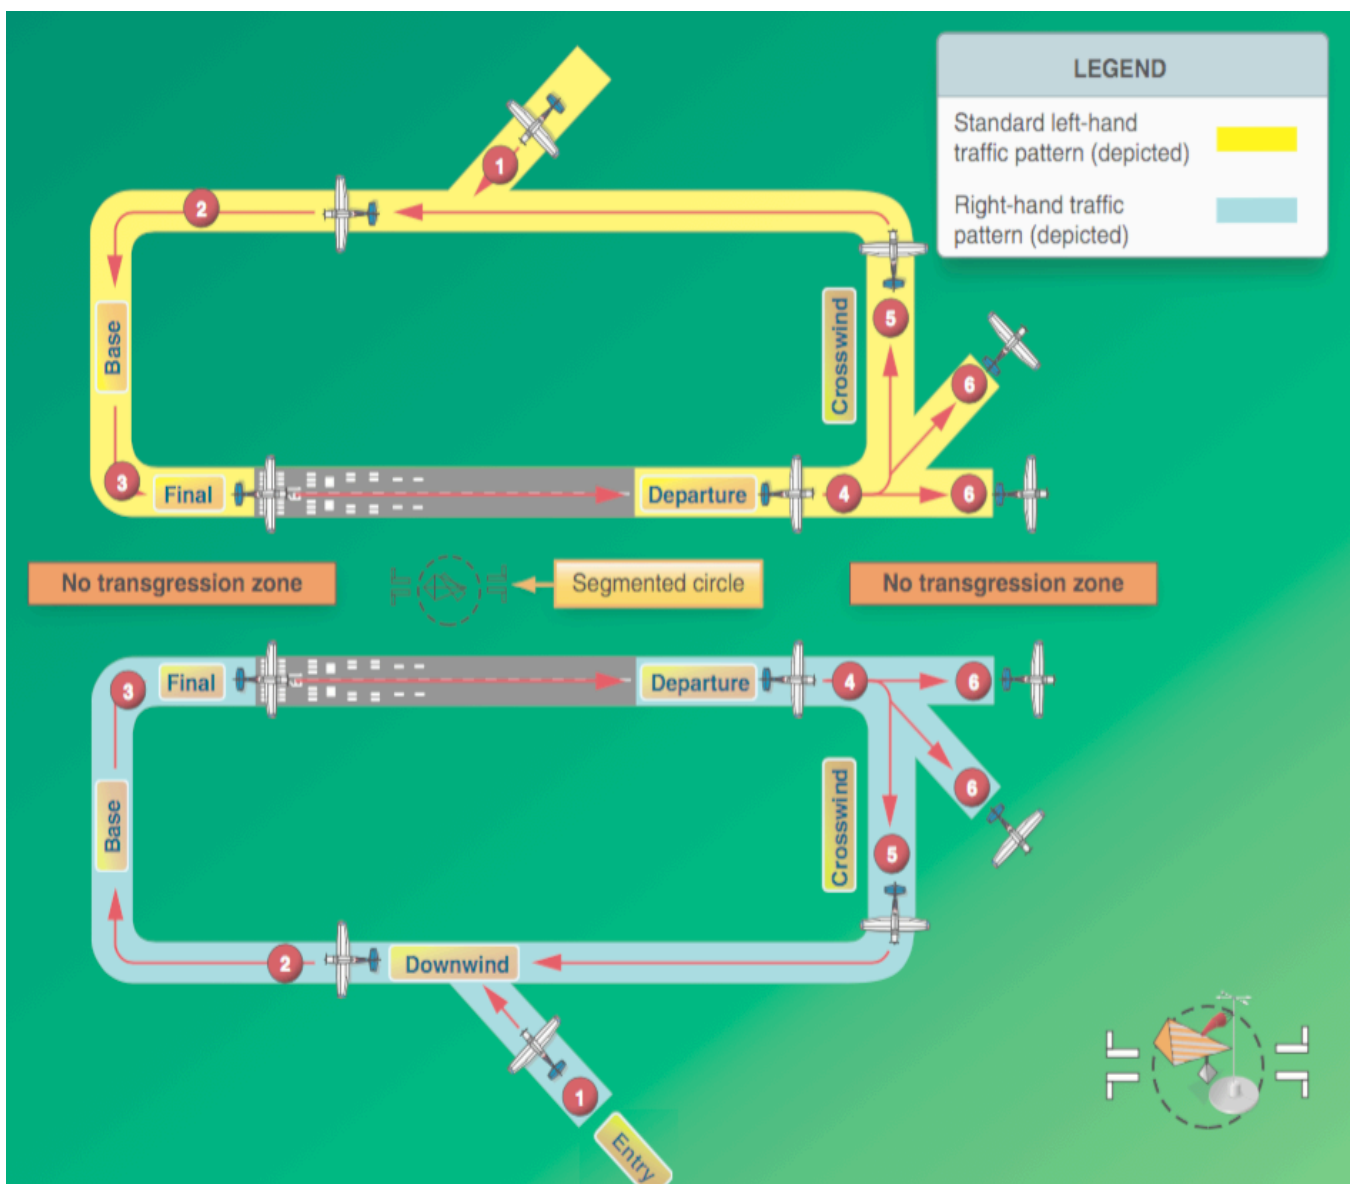 LEGEND
Standard left-hand
traffic pattern (depicted)
Right-hand traffic
pattern (depicted)
1
2
5
Crosswind
Base
6
3
Final
Departure
4
6
No transgression zone
Segmented circle
No transgression zone
3
Final
Departure
4
6
Base
Crosswind
6
5
2
Downwind
1
Entry